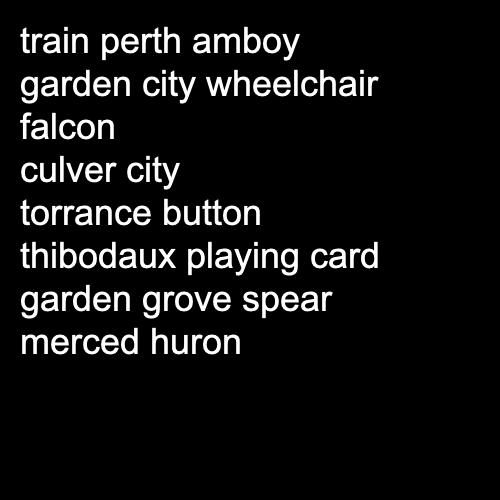 train perth amboy
garden city wheelchair
falcon
culver city
torrance button
thibodaux playing card
garden grove spear
merced huron